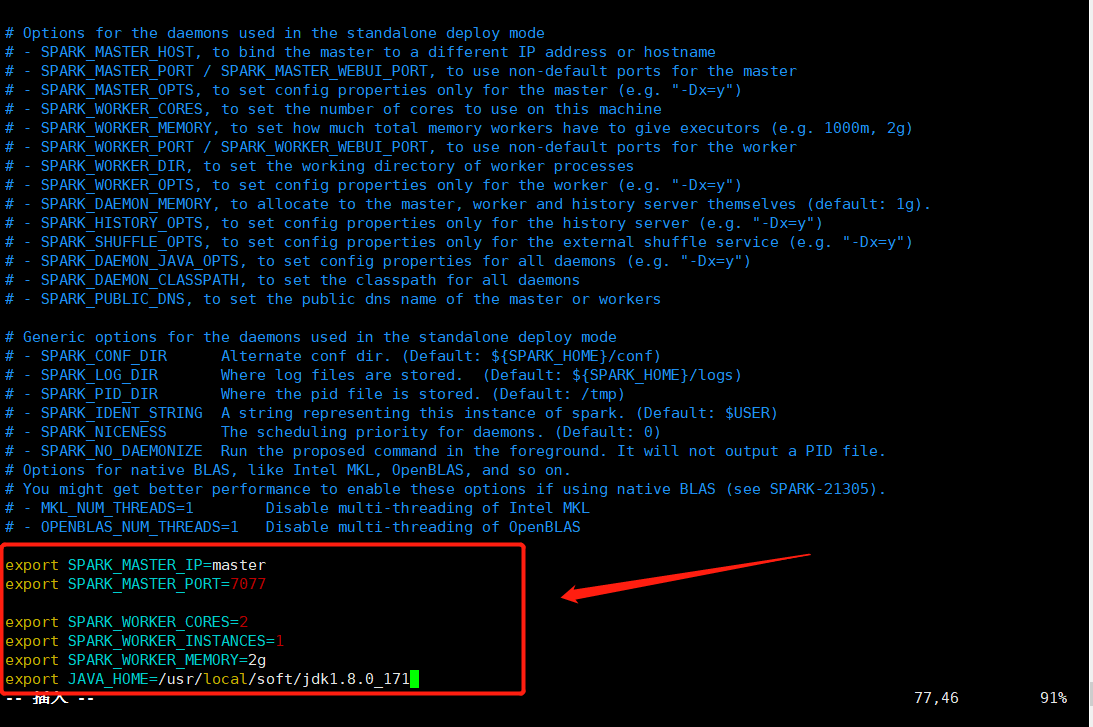 # Options for the daemons used in the standalone deploy mode
# - SPARK_MASTER_HOST, to bind the master to a different IP address or hostname
# - SPARK_MASTER_PORT / SPARK_MASTER_WEBUI_PORT, to use non-default ports for the master
# - SPARK_MASTER_OPTS, to set config properties only for the master (e.g. "-Dx=y")
# - SPARK_WORKER_CORES, to set the number of cores to use on this machine
# - SPARK_WORKER_MEMORY, to set how much total memory workers have to give executors (e.g. 1000m, 2g)
# - SPARK_WORKER_PORT / SPARK_WORKER_WEBUI_PORT, to use non-default ports for the worker
# - SPARK_WORKER_DIR, to set the working directory of worker processes
# - SPARK_WORKER_OPTS, to set config properties only for the worker (e.g. "-Dx=y")
# - SPARK_DAEMON_MEMORY, to allocate to the master, worker and history server themselves (default: 1g).
# - SPARK_HISTORY_OPTS, to set config properties only for the history server (e.g. "-Dx=y")
# - SPARK_SHUFFLE_OPTS, to set config properties only for the external shuffle service (e.g. "-Dx=y")
# - SPARK_DAEMON_JAVA_OPTS, to set config properties for all daemons (e.g. "-Dx=y")
# - SPARK_DAEMON_CLASSPATH, to set the classpath for all daemons
# - SPARK_PUBLIC_DNS, to set the public dns name of the master or workers
# Generic options for the daemons used in the standalone deploy mode
# - SPARK_CONF_DIR      Alternate conf dir. (Default: ${SPARK_HOME}/conf)
# - SPARK_LOG_DIR       Where log files are stored.  (Default: ${SPARK_HOME}/logs)
# - SPARK_PID_DIR       Where the pid file is stored. (Default: /tmp)
# - SPARK_IDENT_STRING  A string representing this instance of spark. (Default: $USER)
# - SPARK_NICENESS      The scheduling priority for daemons. (Default: 0)
# - SPARK_NO_DAEMONIZE  Run the proposed command in the foreground. It will not output a PID file.
# Options for native BLAS, like Intel MKL, OpenBLAS, and so on.
# You might get better performance to enable these options if using native BLAS (see SPARK-21305).
# - MKL_NUM_THREADS=1        Disable multi-threading of Intel MKL
# - OPENBLAS_NUM_THREADS=1   Disable multi-threading of OpenBLAS
export SPARK_MASTER_IP=master
export SPARK_MASTER_PORT=7077
export SPARK_WORKER_CORES=2
export SPARK_WORKER_INSTANCES=1
export SPARK_WORKER_MEMORY=2g
export JAVA_HOME=/usr/local/soft/jdk1.8.0_171
-- 插入 -- 77,46 91%